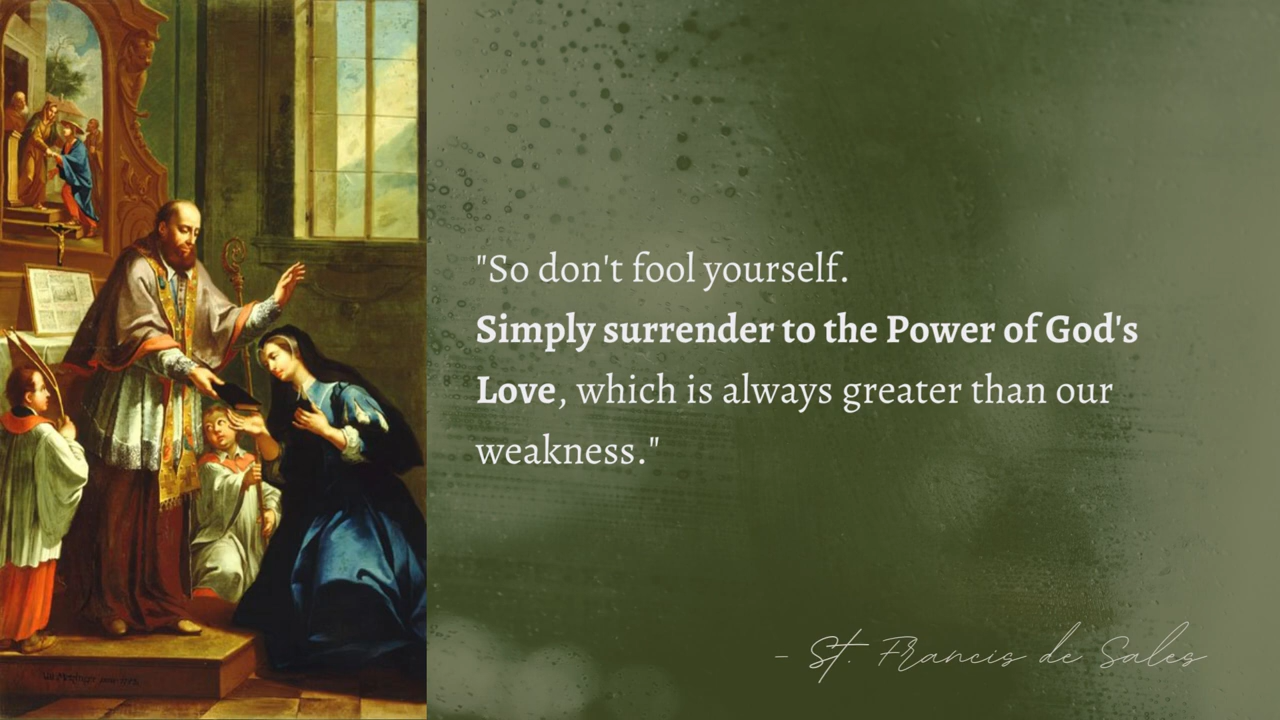 "So don't fool yourself.
Simply surrender to the Power of God's
Love, which is always greater than our
weakness."
- St. Francis de Sales